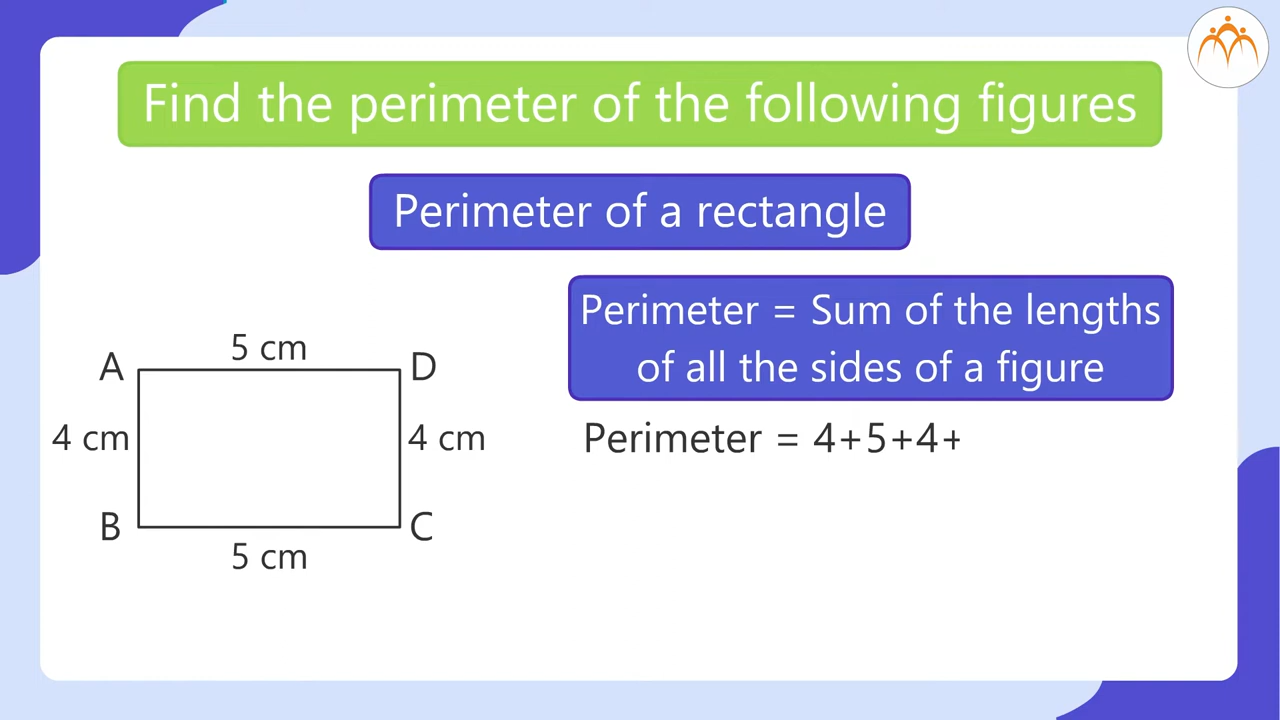 Find the perimeter of the following figures
Perimeter of a rectangle
Perimeter = Sum of the lengths
of all the sides of a figure
5 cm
A
D
4 cm
4 cm
Perimeter = 4+5+4+
B
C
5 cm